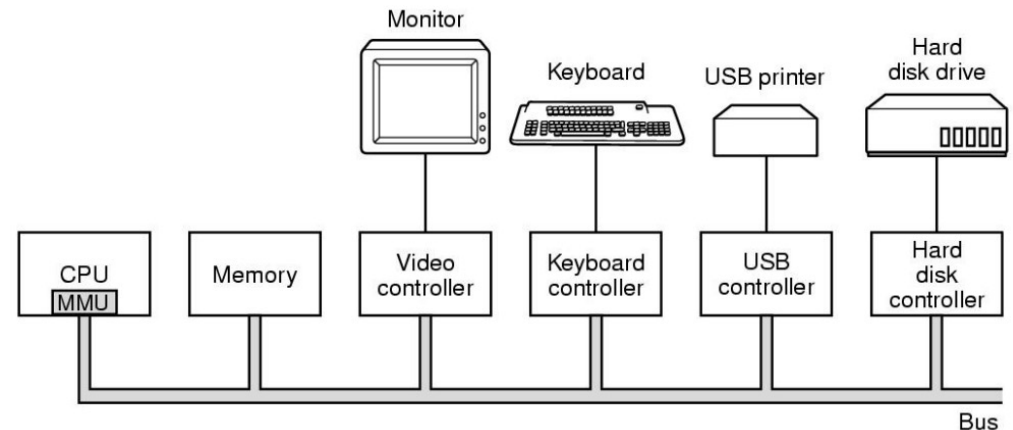 Monitor
Keyboard
USB printer
Hard
disk drive
CPU
MMU
Memory
Video
controller
Keyboard
controller
USB
controller
Hard
disk
controller
Bus